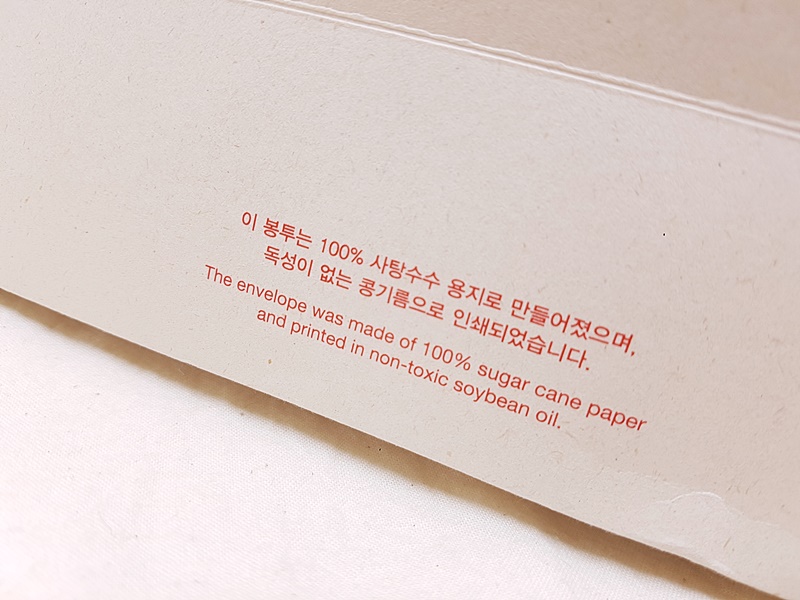 이 봉투는 100% 사탕수수 용지로 만들어졌으며,
독성이 없는 콩기름으로 인쇄되었습니다.
The envelope was made of 100% sugar cane paper
and printed in non-toxic soybean oil.